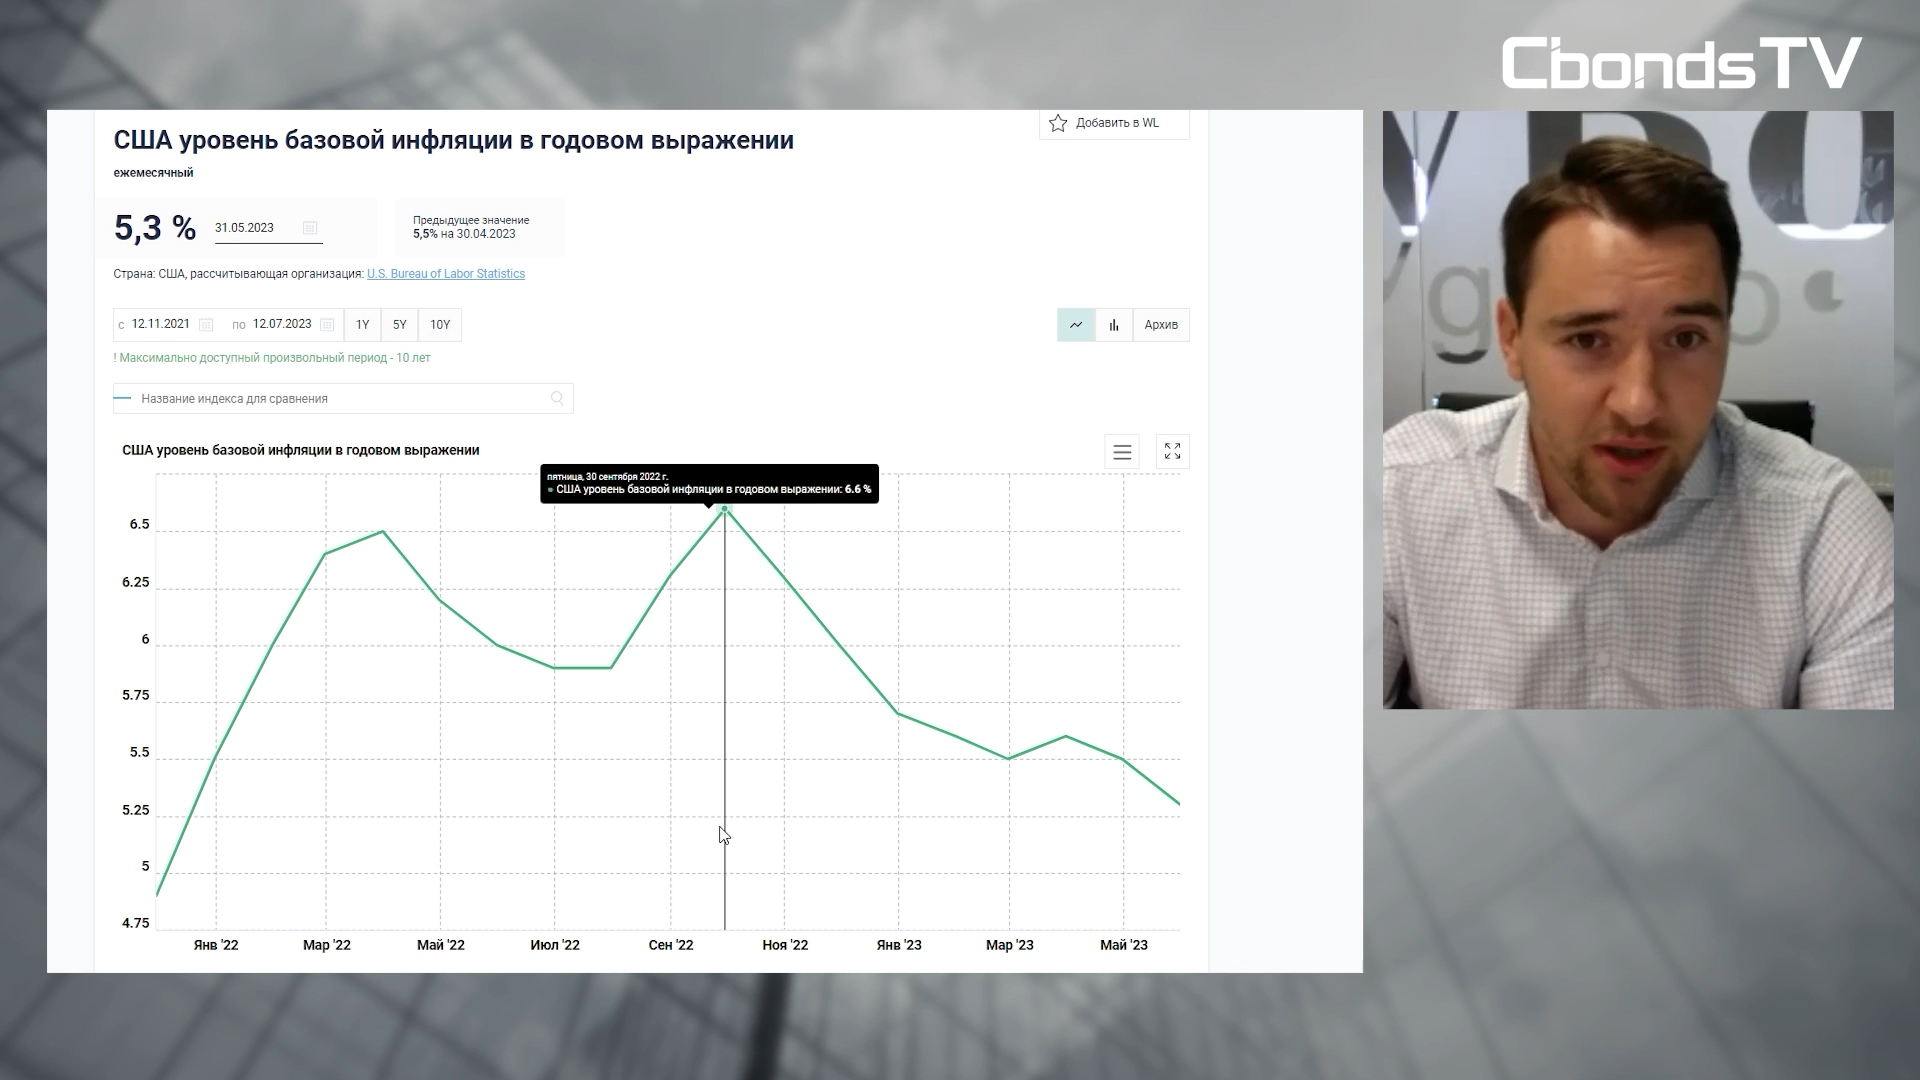 CbondsTV
США уровень базовой инфляции в годовом выражении
Добавить в WL
ежемесячный
5,3 %
31.05.2023
Предыдущее значение
5,5% на 30.04.2023
Страна: США, рассчитывающая организация: U.S. Bureau of Labor Statistics
с 12.11.2021 по 12.07.2023 1Y 5Y 10Y
Архив
! Максимально доступный произвольный период - 10 лет
Название индекса для сравнения
США уровень базовой инфляции в годовом выражении
пятница, 30 сентября 2022 г.
США уровень базовой инфляции в годовом выражении: 6.6 %
6.5
6.25
6
5.75
5.5
5.25
5
4.75
Янв '22 Мар '22 Май '22 Июл '22 Сен '22 Ноя '22 Янв '23 Мар '23 Май '23